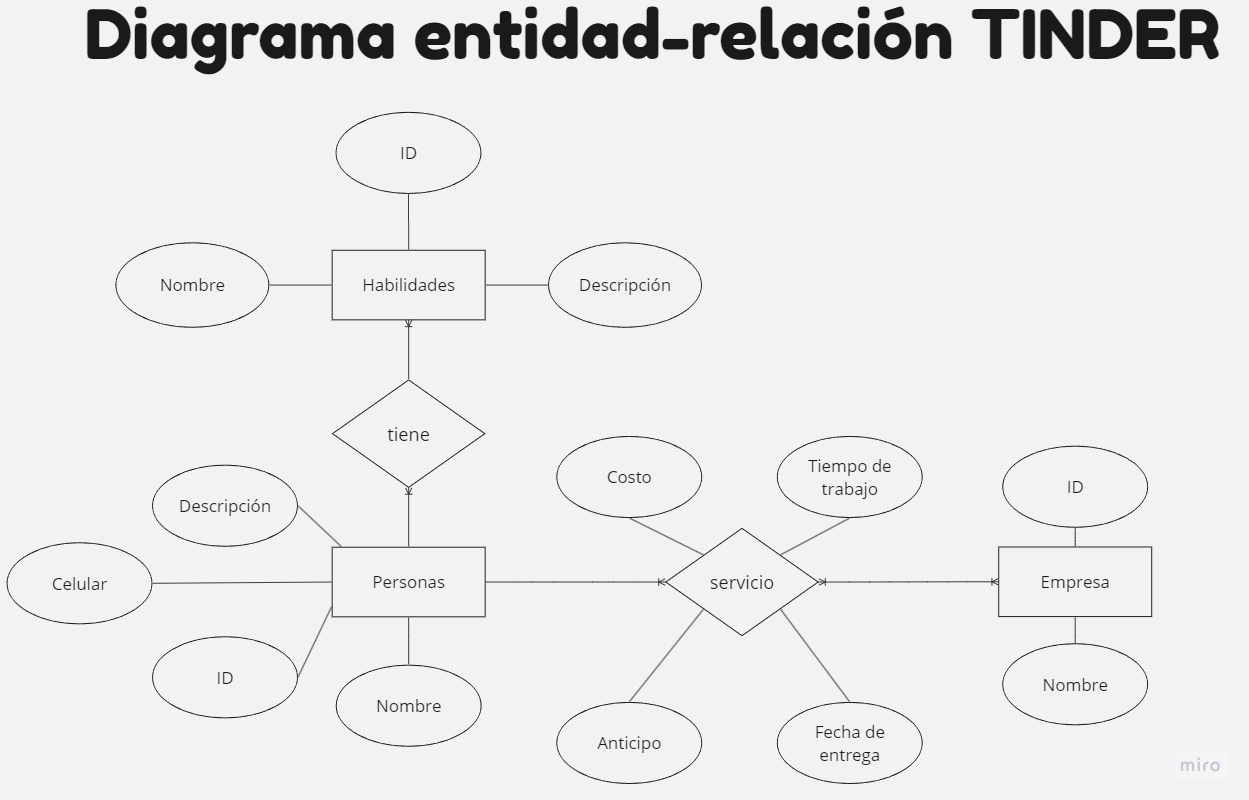 Diagrama entidad-relación TINDER
ID
Nombre
Habilidades
Descripción
tiene
Descripción
Costo
Tiempo de
trabajo
ID
Celular
Personas
servicio
Empresa
ID
Nombre
Anticipo
Fecha de
entrega
Nombre
miro